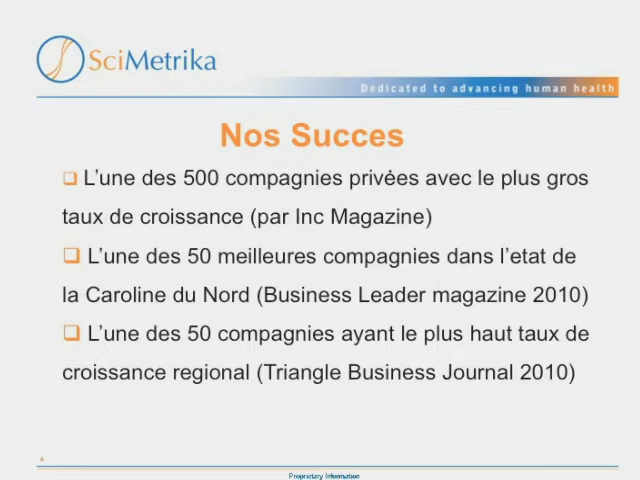 SciMetrika
Dedicated to advancing human health
Nos Succes
❑ L'une des 500 compagnies privées avec le plus gros
taux de croissance (par Inc Magazine)
❑ L'une des 50 meilleures compagnies dans l'etat de
la Caroline du Nord (Business Leader magazine 2010)
❑ L'une des 50 compagnies ayant le plus haut taux de
croissance regional (Triangle Business Journal 2010)
Proprietary Information